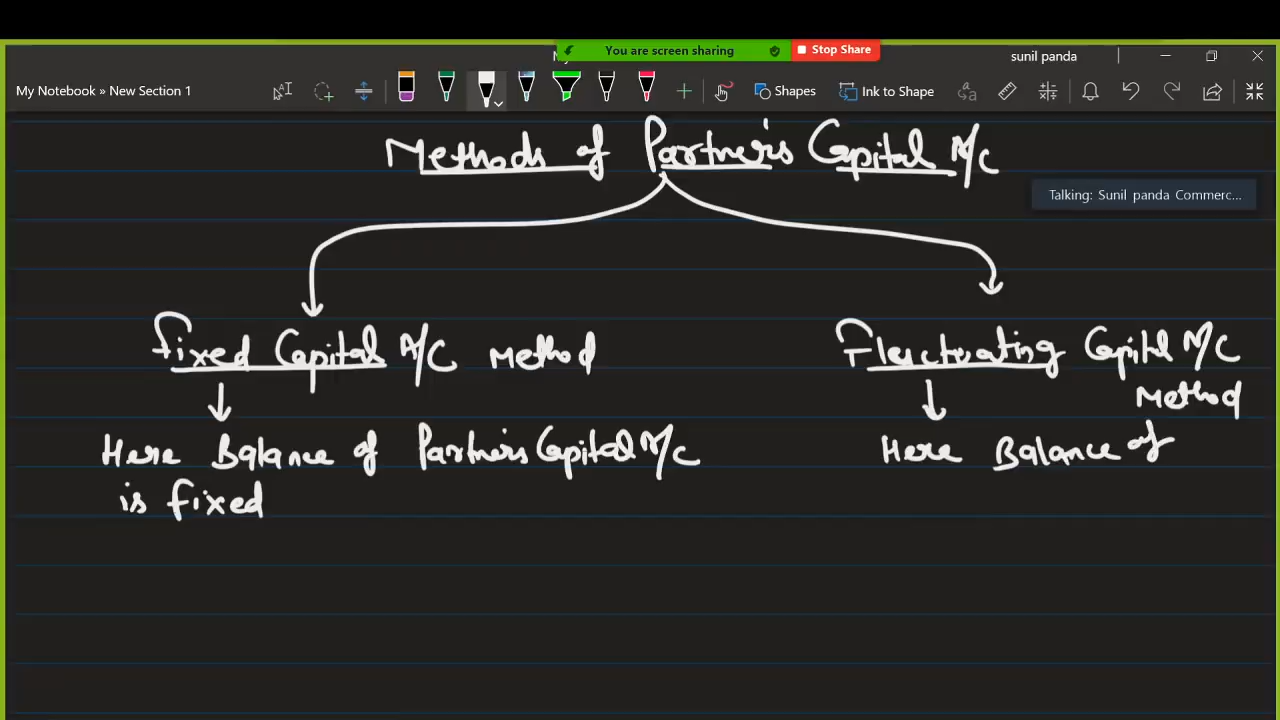 You are screen sharing
Stop Share
sunil panda
My Notebook » New Section 1
Shapes
Ink to Shape
Methods of Partner's Capital A/C
Talking: Sunil panda Commerc...
Fixed Capital A/C Method
Fluctuating Capital A/C
Method
Here Balance of Partner's Capital A/C
is fixed
Here Balance of